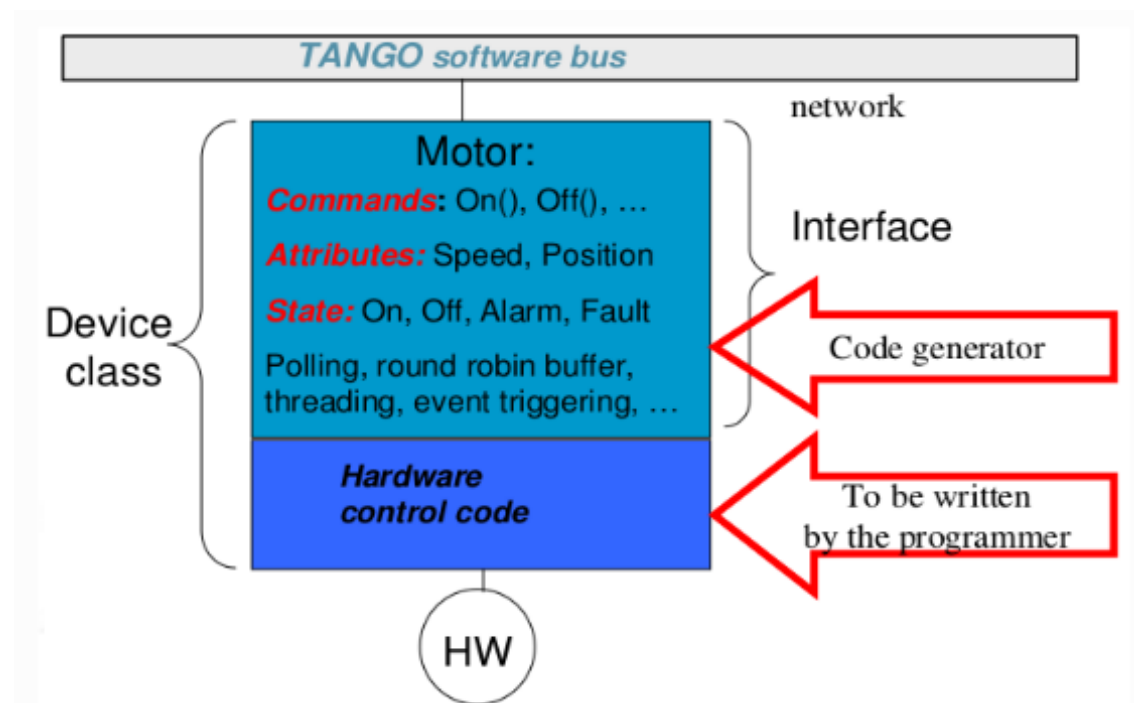 TANGO software bus
network
Motor:
Commands: On(), Off(), …
Attributes: Speed, Position
State: On, Off, Alarm, Fault
Polling, round robin buffer,
threading, event triggering, …
Interface
Device
class
Code generator
Hardware
control code
To be written
by the programmer
HW